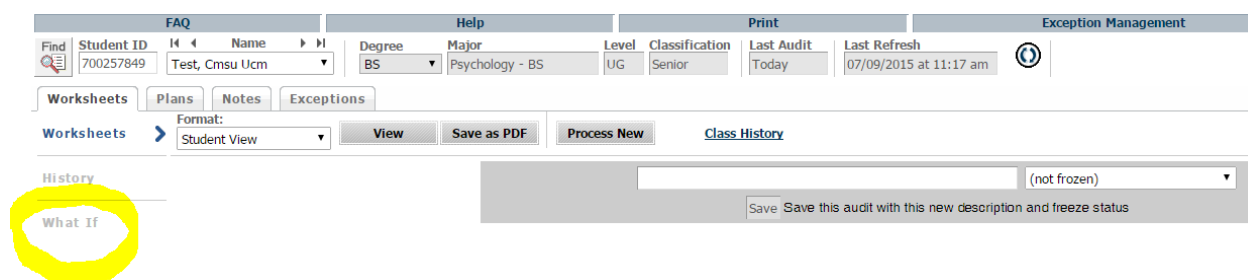 FAQ Help Print Exception Management
Find Student ID Name Degree Major Level Classification Last Audit Last Refresh
700257849 Test, Cmsu Ucm BS Psychology - BS UG Senior Today 07/09/2015 at 11:17 am
Worksheets Plans Notes Exceptions
Format:
Worksheets Student View View Save as PDF Process New Class History
History
(not frozen)
Save Save this audit with this new description and freeze status
What If